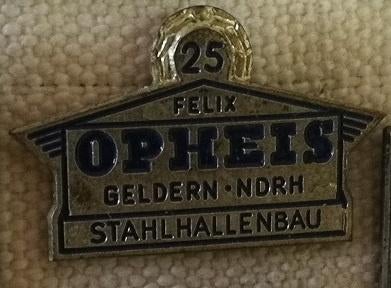 25
FELIX
OPHEIS
GELDERN · NDRH
STAHLHALLENBAU